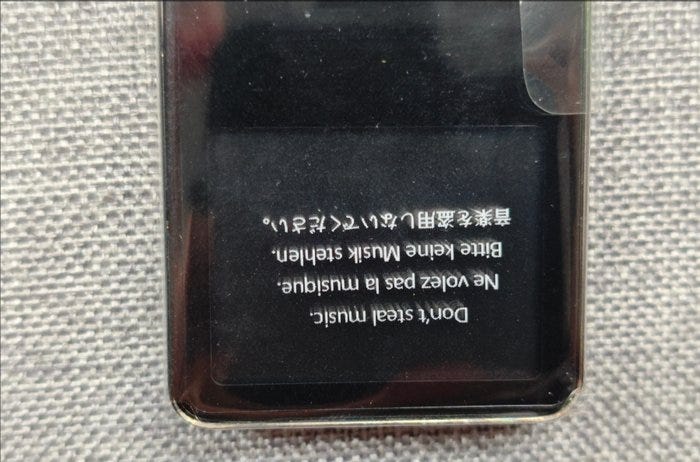 Don't steal music.
Ne volez pas la musique.
Bitte keine Musik stehlen.
音楽を盗用しないでください。